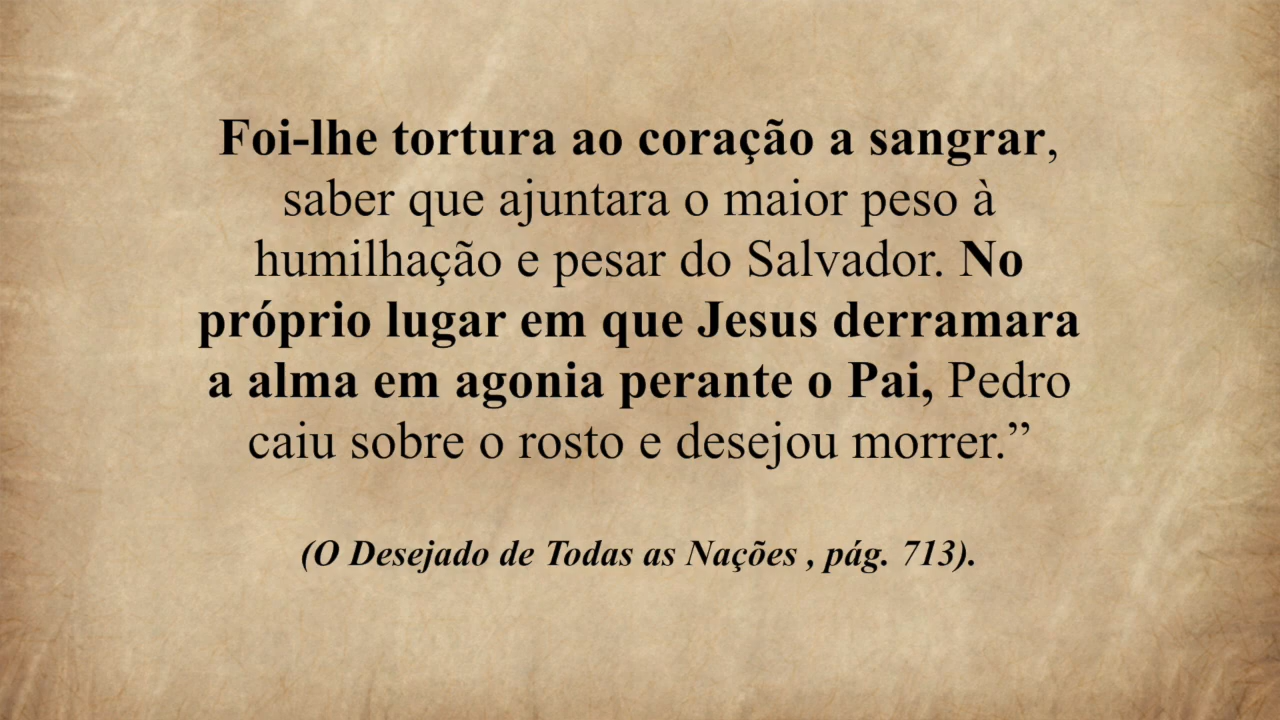 Foi-lhe tortura ao coração a sangrar,
saber que ajuntara o maior peso à
humilhação e pesar do Salvador. No
próprio lugar em que Jesus derramara
a alma em agonia perante o Pai, Pedro
caiu sobre o rosto e desejou morrer.”
(O Desejado de Todas as Nações , pág. 713).